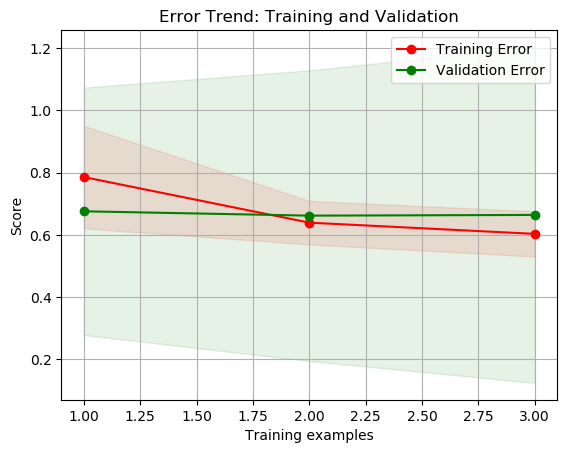 Error Trend: Training and Validation
Training Error
Validation Error
Score
1.2
1.0
0.8
0.6
0.4
0.2
1.00 1.25 1.50 1.75 2.00 2.25 2.50 2.75 3.00
Training examples